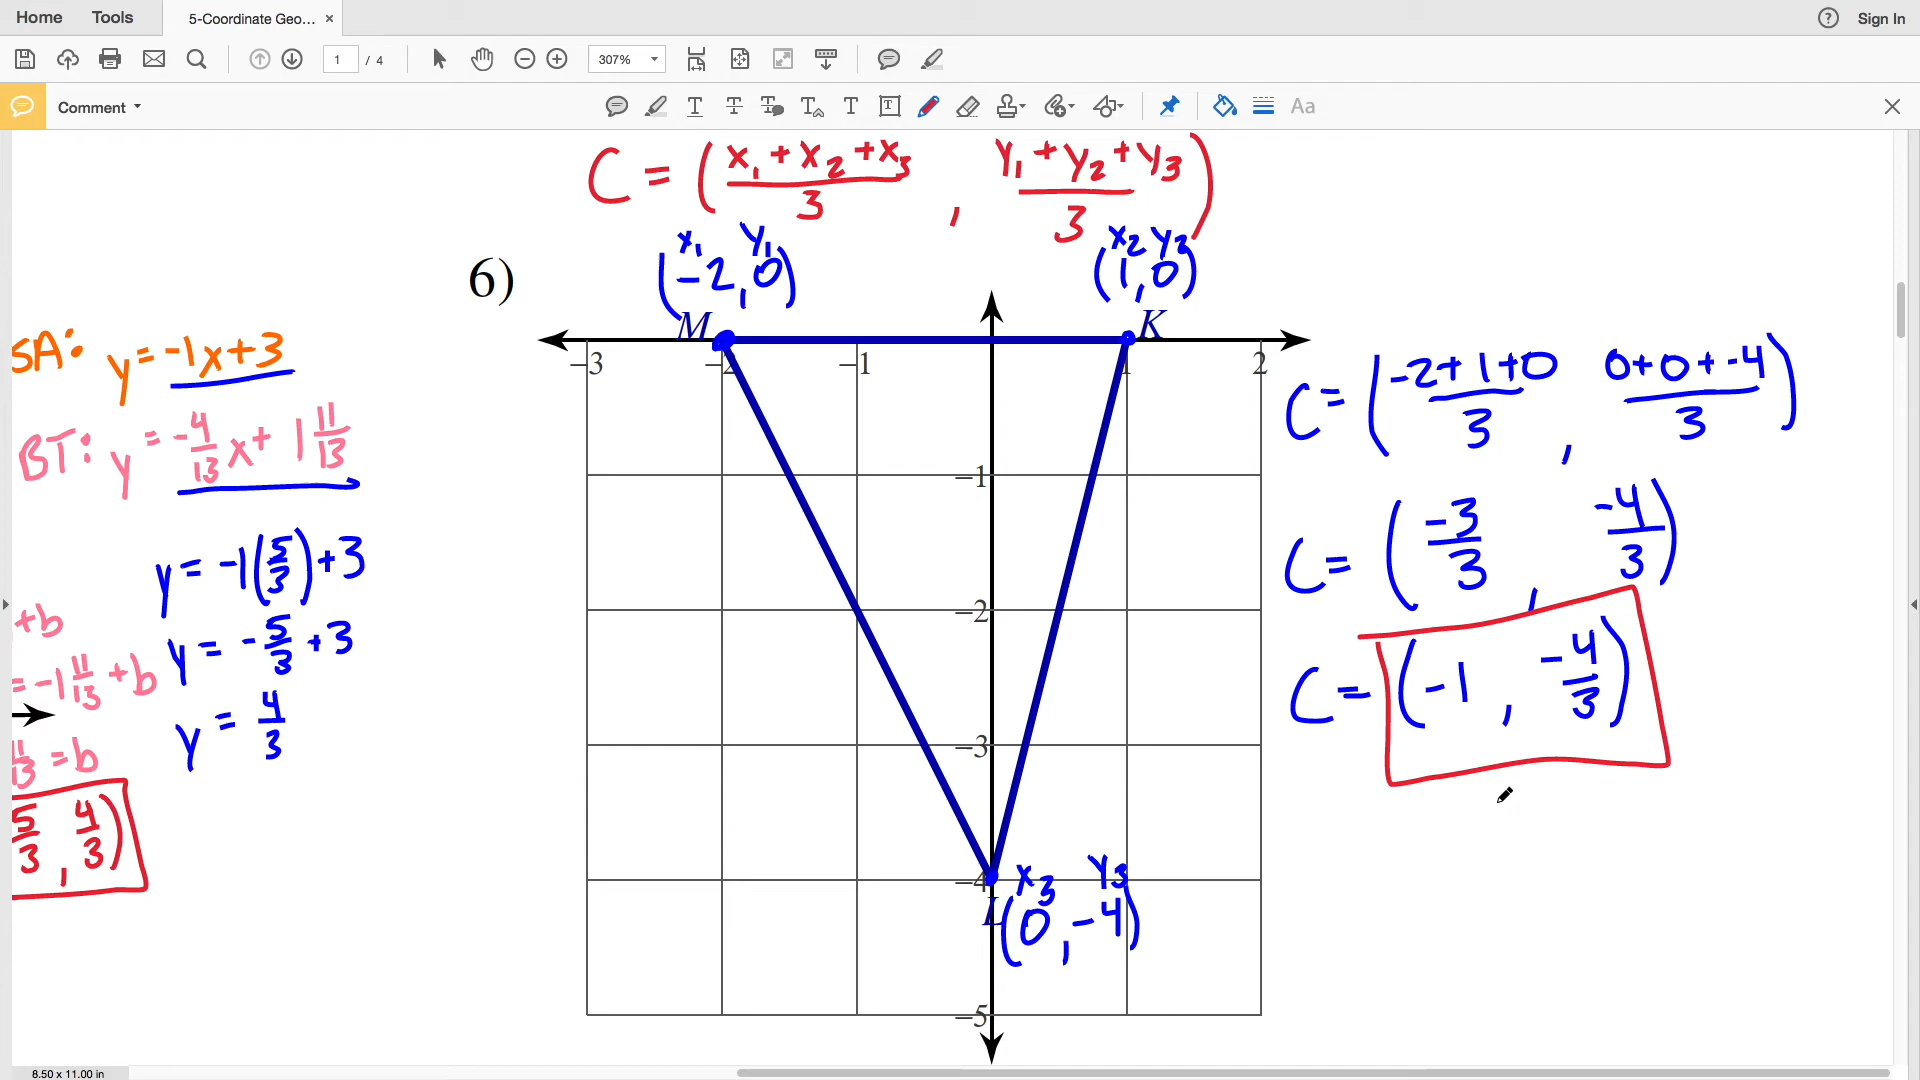 Home Tools 5-Coordinate Geo... × ? Sign In
1 / 4 307%
Comment Aa
C = ( x₁ + x₂ + x₃ / 3 , y₁ + y₂ + y₃ / 3 )
x₁ y₁
x₂ y₂
6)
(-2, 0)
(1, 0)
M K
-3 -2 -1 1 2
-1
-2
-3
-4
-5
L
x₃ y₃
(0, -4)
SA: y = -1x + 3
BT: y = -4/13 x + 1 11/13
y = -1(5/3) + 3
y = -5/3 + 3
y = 4/3
+b
= -1 11/13 + b
11/13 = b
5/3 , 4/3 )
C = ( -2 + 1 + 0 / 3 , 0 + 0 + -4 / 3 )
C = ( -3/3 , -4/3 )
C = ( -1 , -4/3 )
8.50 x 11.00 in